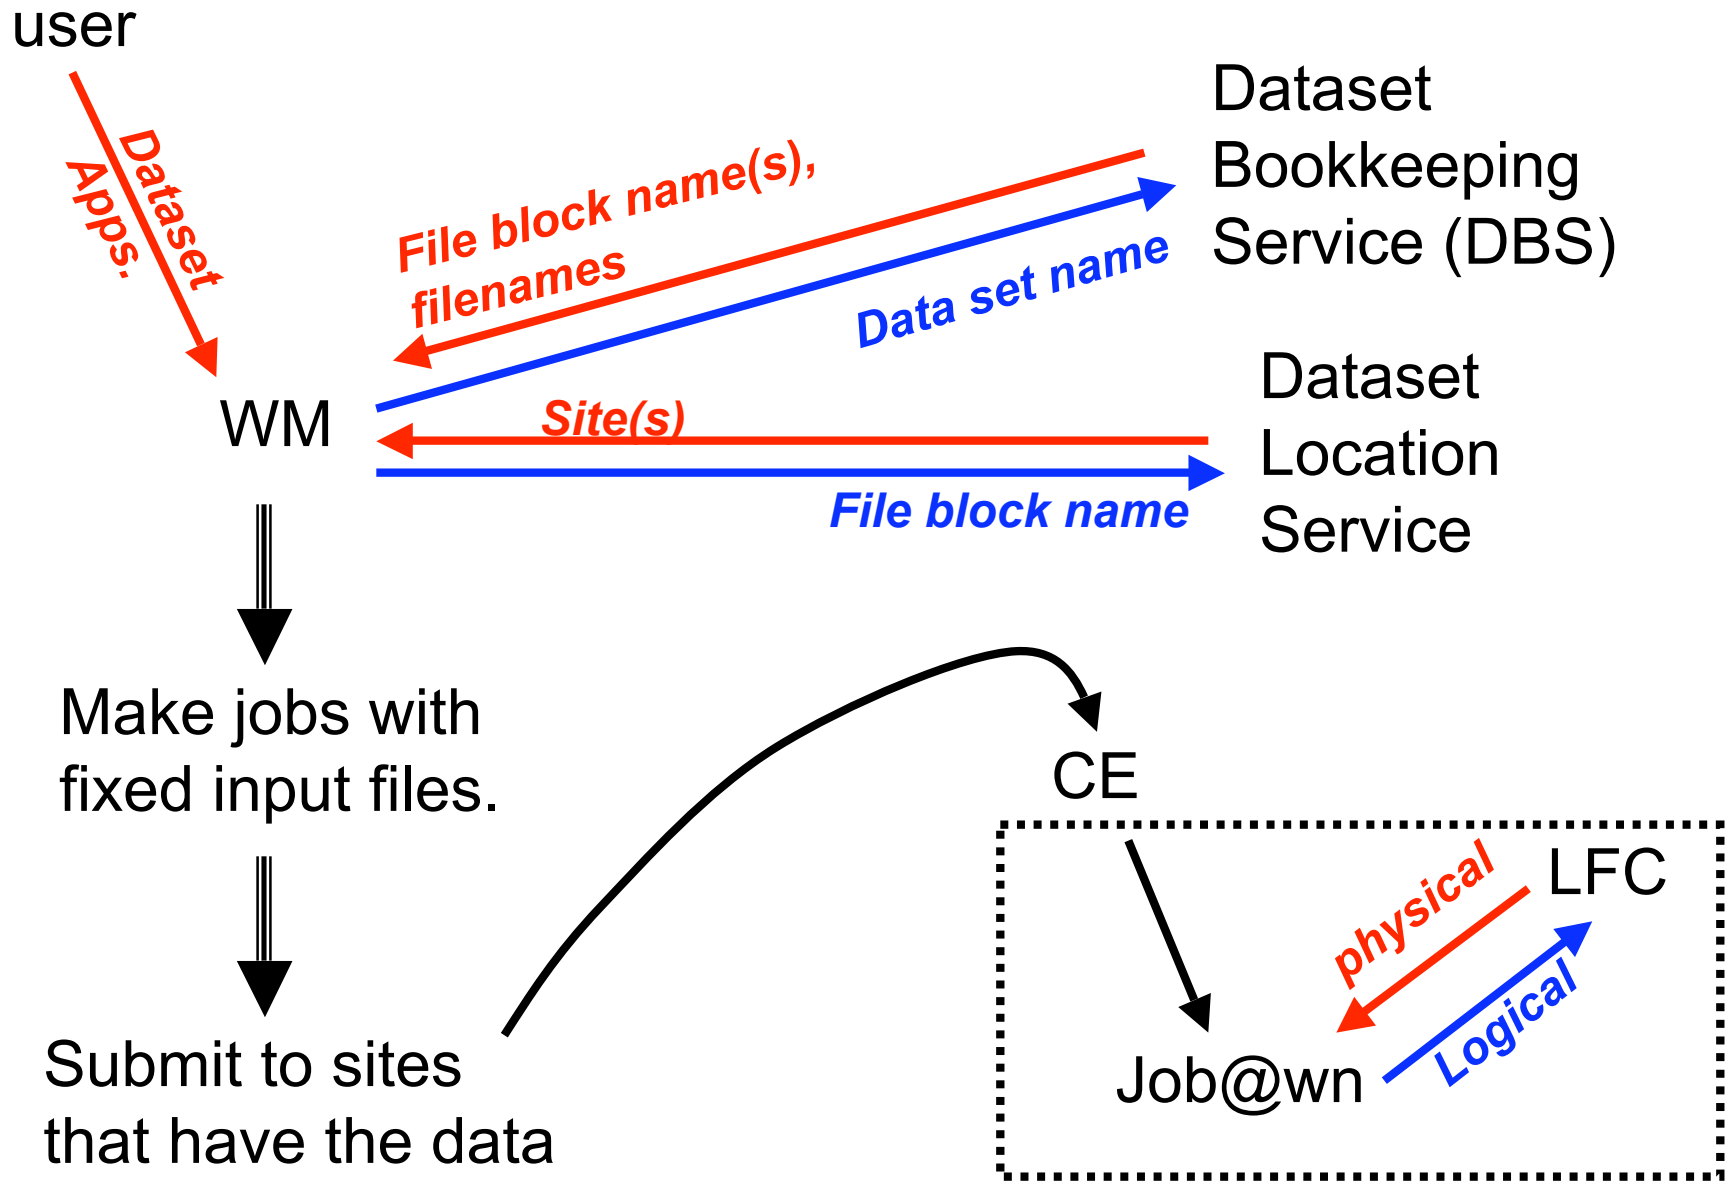 user
Dataset
Apps.
Dataset
Bookkeeping
Service (DBS)
File block name(s),
filenames
Data set name
WM
Site(s)
File block name
Dataset
Location
Service
Make jobs with
fixed input files.
Submit to sites
that have the data
CE
LFC
physical
Logical
Job@wn